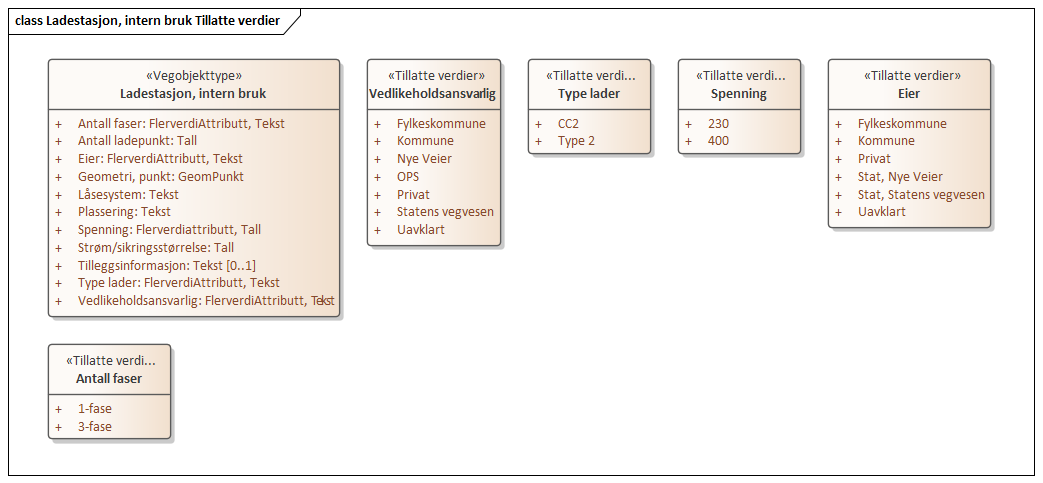 class Ladestasjon, intern bruk Tillatte verdier
«Vegobjekttype»
Ladestasjon, intern bruk
+ Antall faser: FlerverdiAttributt, Tekst
+ Antall ladepunkt: Tall
+ Eier: FlerverdiAttributt, Tekst
+ Geometri, punkt: GeomPunkt
+ Låsesystem: Tekst
+ Plassering: Tekst
+ Spenning: Flerverdiattributt, Tall
+ Strøm/sikringsstørrelse: Tall
+ Tilleggsinformasjon: Tekst [0..1]
+ Type lader: FlerverdiAttributt, Tekst
+ Vedlikeholdsansvarlig: FlerverdiAttributt, Tekst
«Tillatte verdier»
Vedlikeholdsansvarlig
+ Fylkeskommune
+ Kommune
+ Nye Veier
+ OPS
+ Privat
+ Statens vegvesen
+ Uavklart
«Tillatte verdi...
Type lader
+ CC2
+ Type 2
«Tillatte verdi...
Spenning
+ 230
+ 400
«Tillatte verdier»
Eier
+ Fylkeskommune
+ Kommune
+ Privat
+ Stat, Nye Veier
+ Stat, Statens vegvesen
+ Uavklart
«Tillatte verdi...
Antall faser
+ 1-fase
+ 3-fase